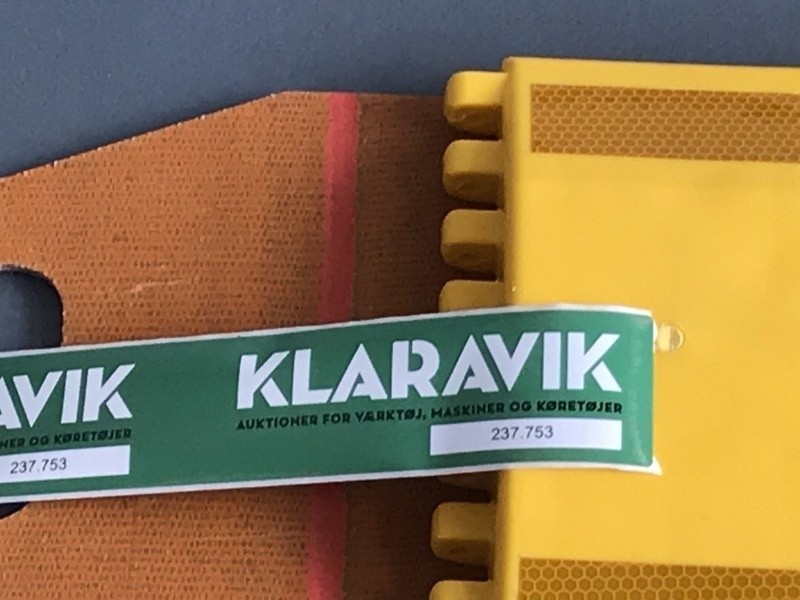 KLARAVIK
AUKTIONER FOR VÆRKTØJ, MASKINER OG KØRETØJER
237.753
AVIK
NER OG KØRETØJER
237.753